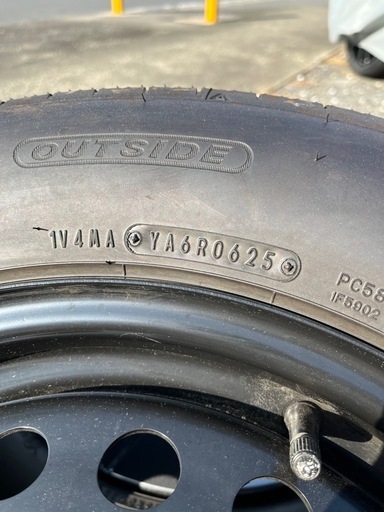 OUTSIDE
1V4MA YA6R0625
PC58
1F5902